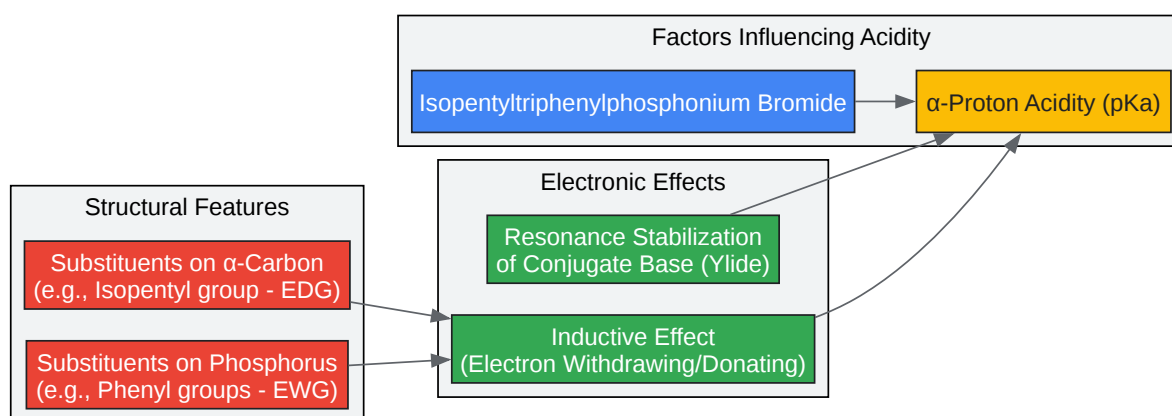 Factors Influencing Acidity
Isopentyltriphenylphosphonium Bromide
α-Proton Acidity (pKa)
Electronic Effects
Resonance Stabilization
of Conjugate Base (Ylide)
Inductive Effect
(Electron Withdrawing/Donating)
Structural Features
Substituents on α-Carbon
(e.g., Isopentyl group - EDG)
Substituents on Phosphorus
(e.g., Phenyl groups - EWG)